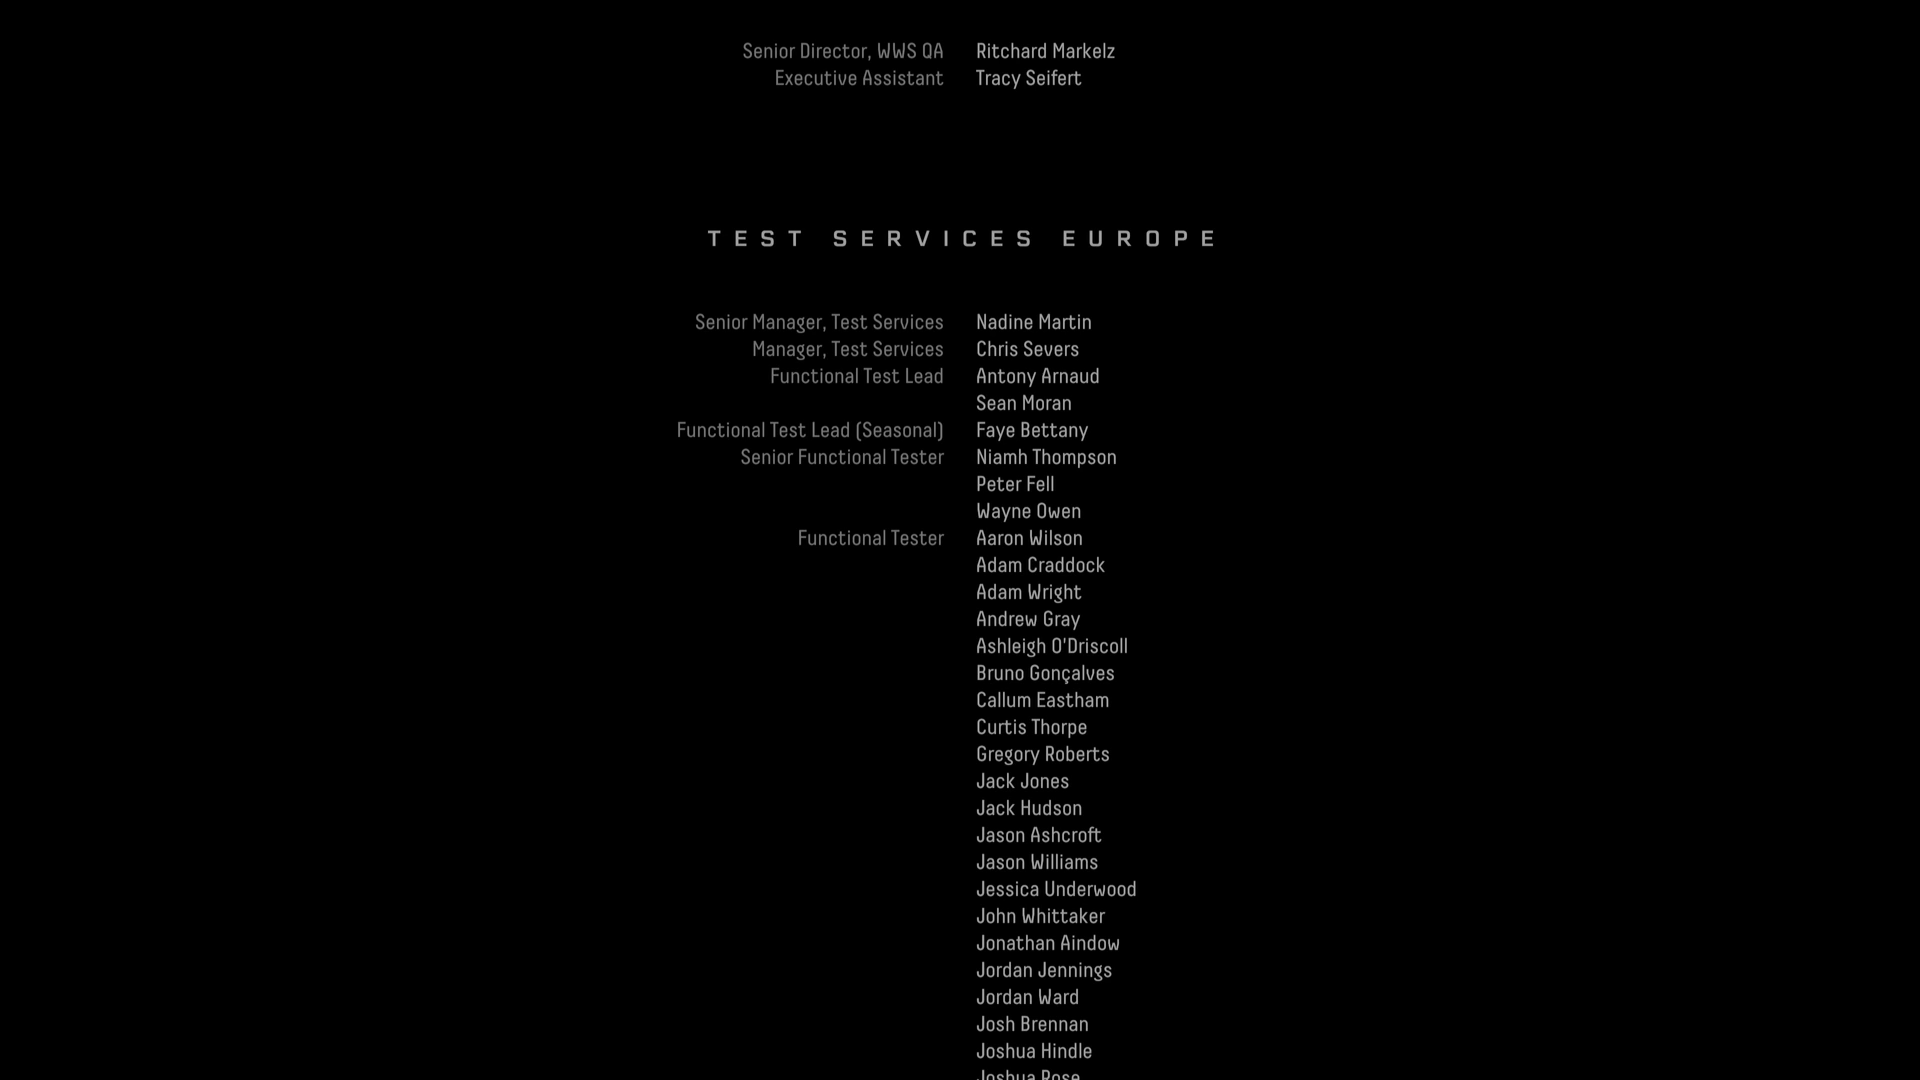 Senior Director, WWS QA Ritchard Markelz
Executive Assistant Tracy Seifert
TEST SERVICES EUROPE
Senior Manager, Test Services Nadine Martin
Manager, Test Services Chris Severs
Functional Test Lead Antony Arnaud
Sean Moran
Functional Test Lead (Seasonal) Faye Bettany
Senior Functional Tester Niamh Thompson
Peter Fell
Wayne Owen
Functional Tester Aaron Wilson
Adam Craddock
Adam Wright
Andrew Gray
Ashleigh O'Driscoll
Bruno Gonçalves
Callum Eastham
Curtis Thorpe
Gregory Roberts
Jack Jones
Jack Hudson
Jason Ashcroft
Jason Williams
Jessica Underwood
John Whittaker
Jonathan Aindow
Jordan Jennings
Jordan Ward
Josh Brennan
Joshua Hindle
Joshua Rose